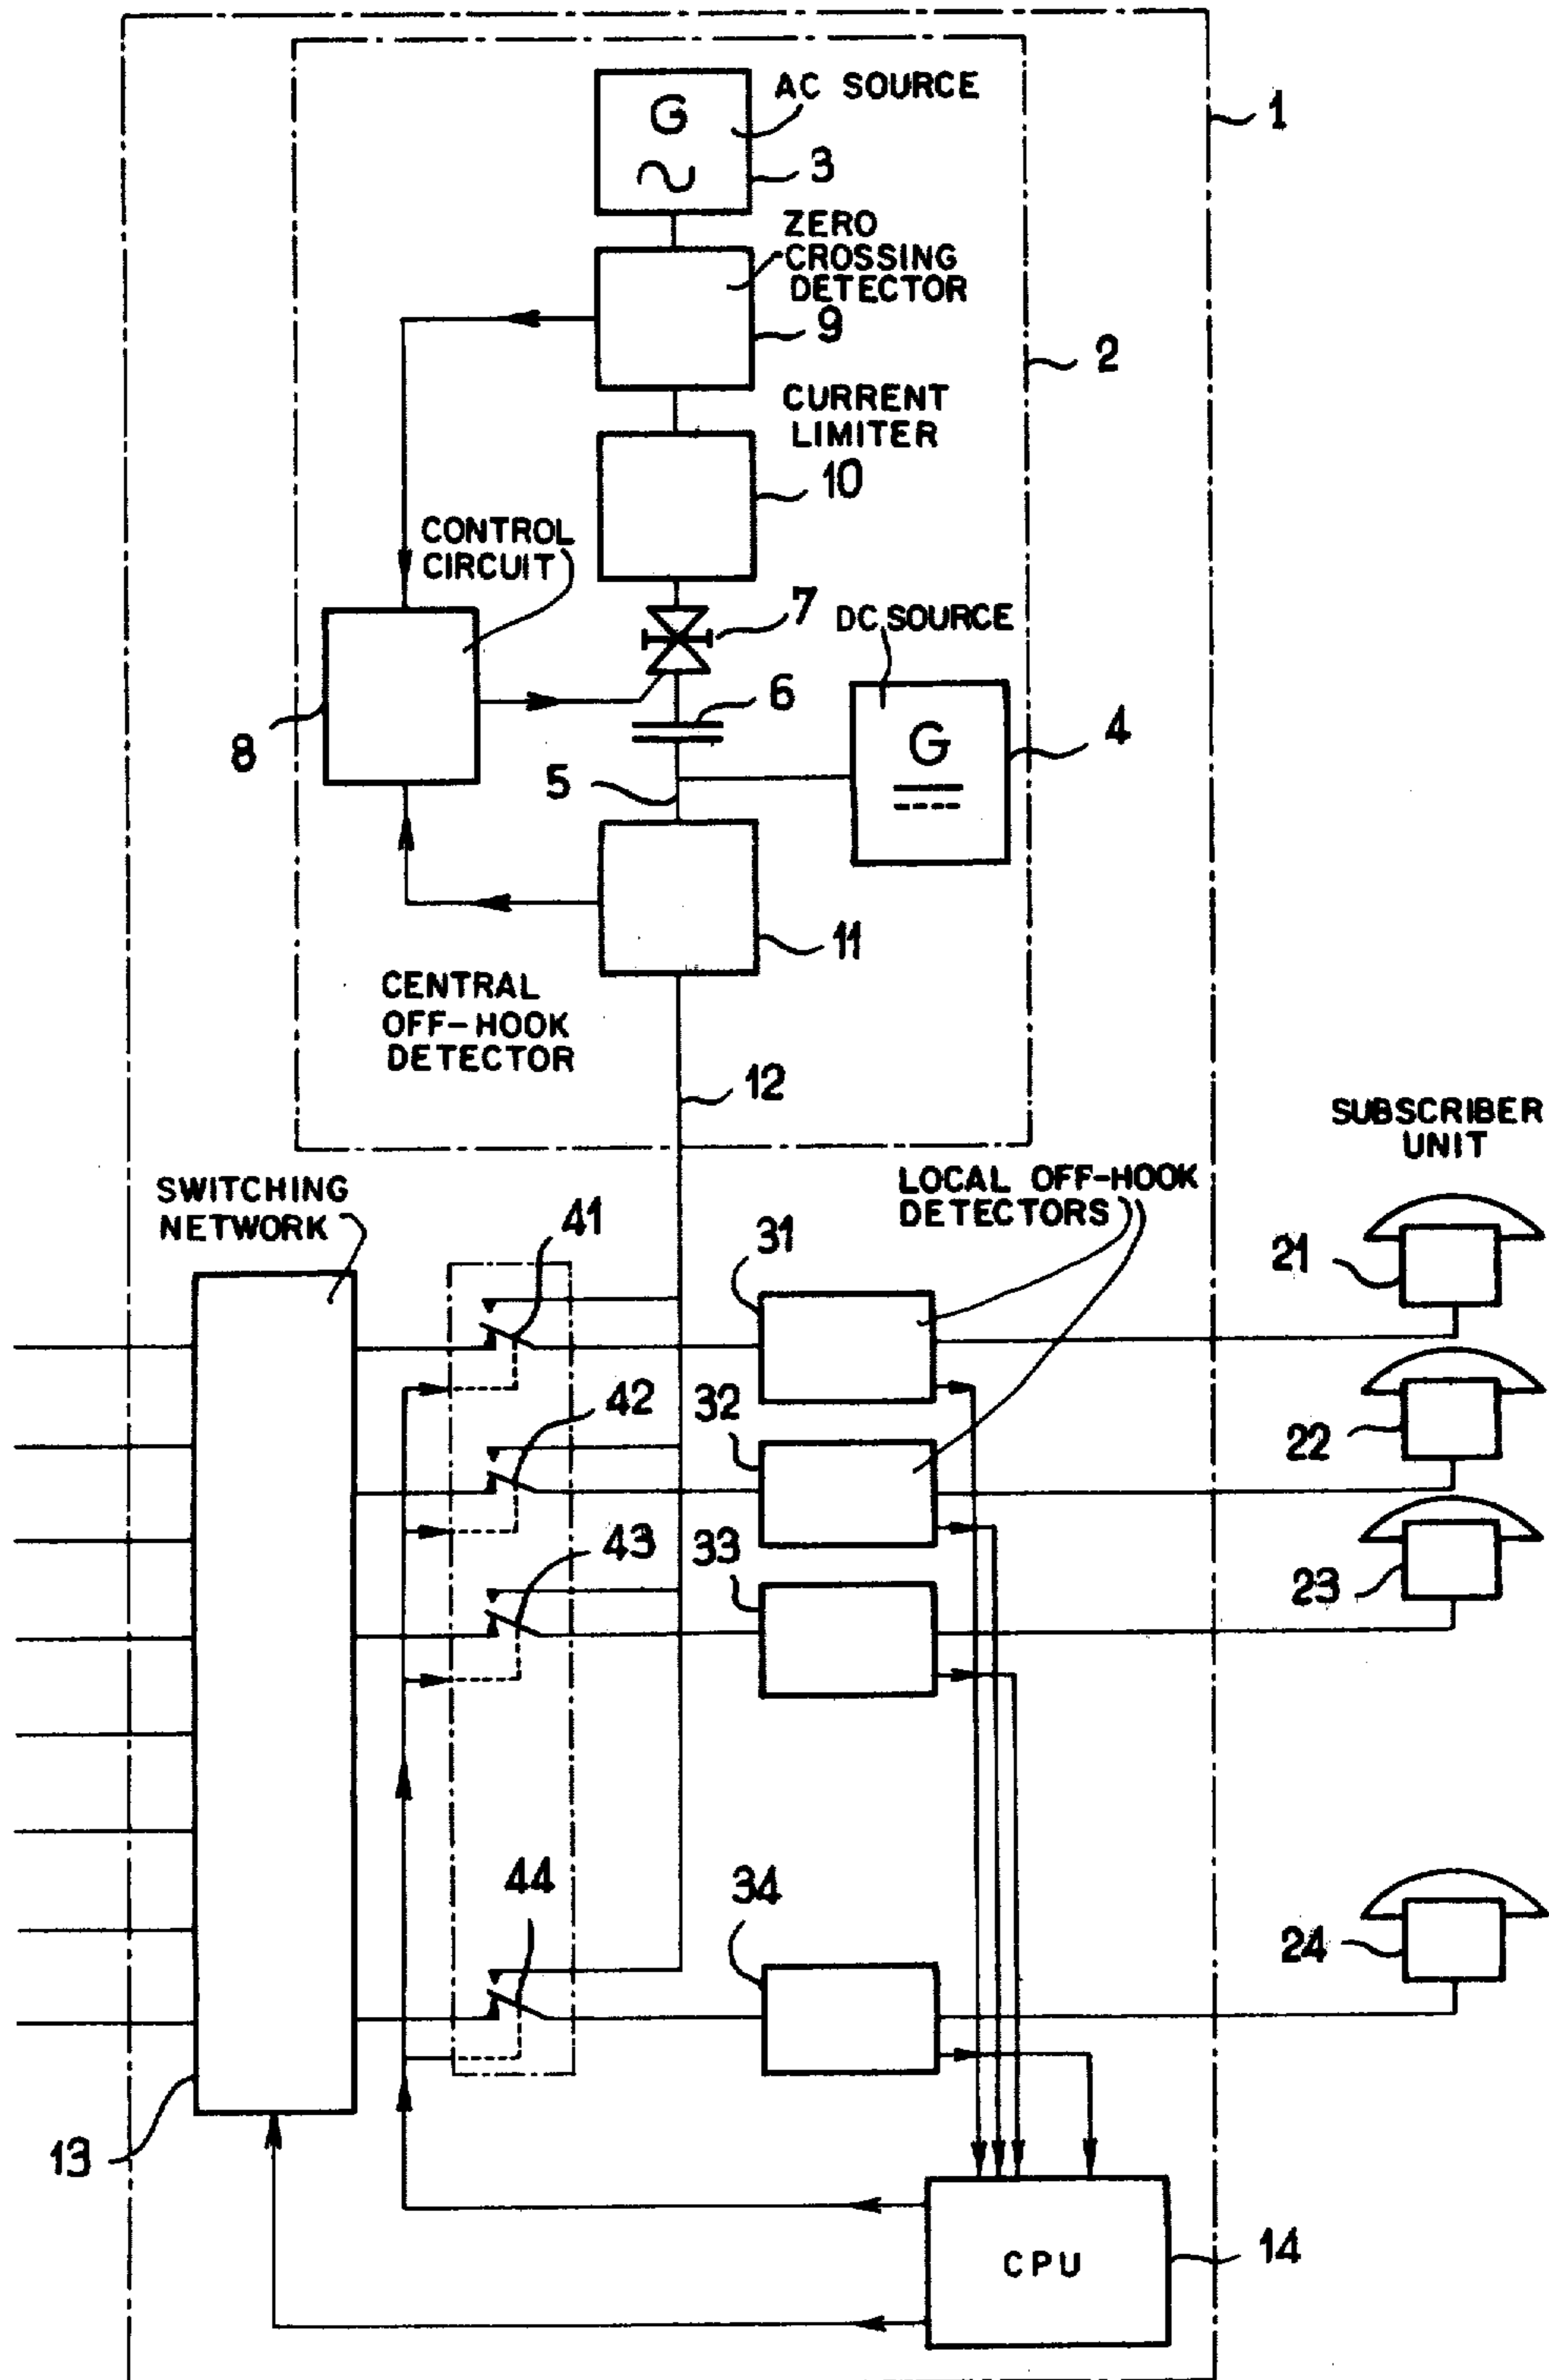 G
AC SOURCE
1
3
ZERO
CROSSING
DETECTOR
9
2
CURRENT
LIMITER
10
CONTROL
CIRCUIT
7
DC SOURCE
6
8
G
4
5
11
CENTRAL
OFF-HOOK
DETECTOR
12
SUBSCRIBER
UNIT
SWITCHING
NETWORK
LOCAL OFF-HOOK
DETECTORS
41
31
21
42
32
22
43
33
23
44
34
24
13
CPU
14